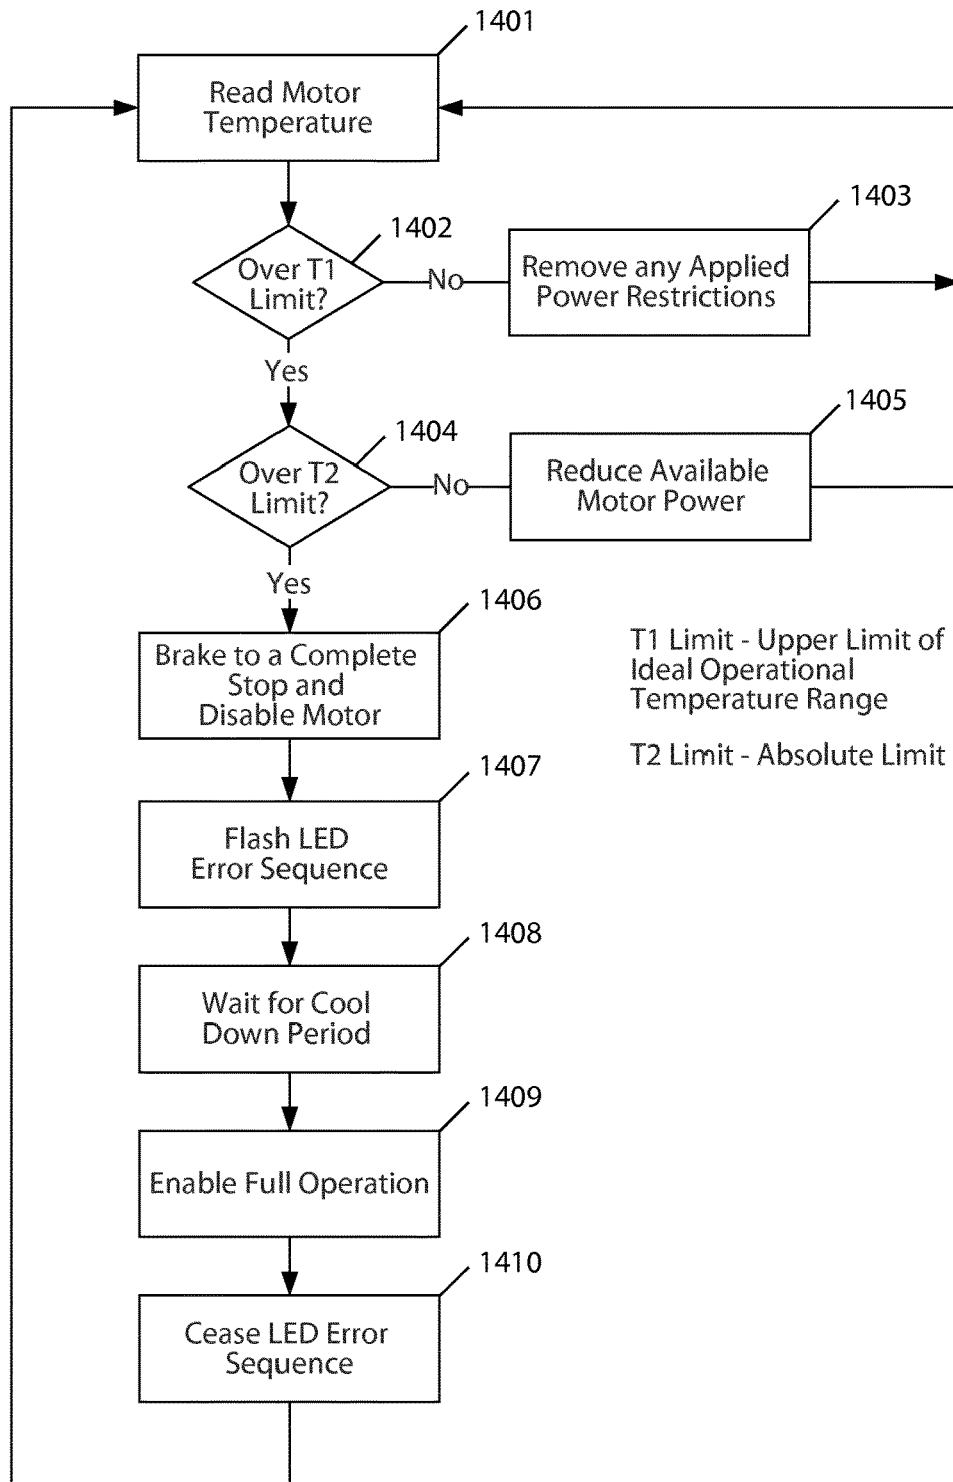 1401
Read Motor
Temperature
1402
Over T1
Limit?
No
1403
Remove any Applied
Power Restrictions
Yes
1404
Over T2
Limit?
No
1405
Reduce Available
Motor Power
Yes
1406
Brake to a Complete
Stop and
Disable Motor
T1 Limit - Upper Limit of
Ideal Operational
Temperature Range
T2 Limit - Absolute Limit
1407
Flash LED
Error Sequence
1408
Wait for Cool
Down Period
1409
Enable Full Operation
1410
Cease LED Error
Sequence